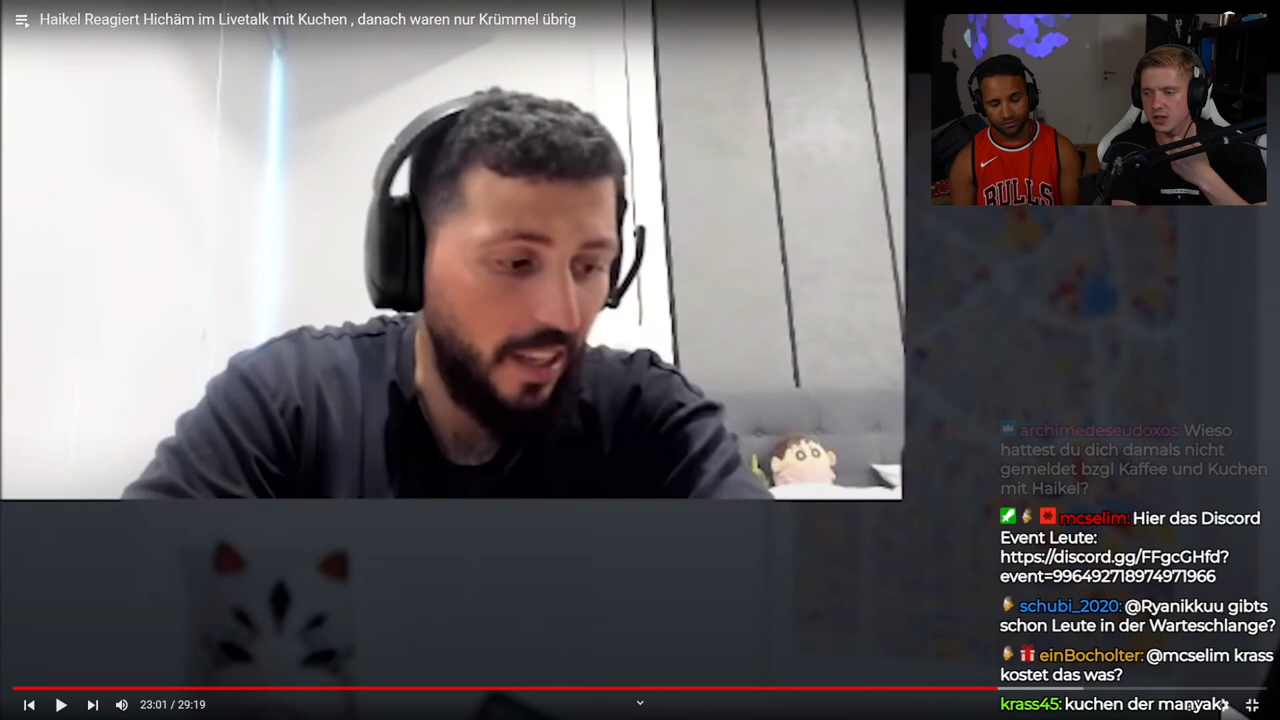 Haikel Reagiert Hichäm im Livetalk mit Kuchen , danach waren nur Krümmel übrig
BULLS
archimedeseudoxos: Wieso
hattest du dich damals nicht
gemeldet bzgl Kaffee und Kuchen
mit Haikel?
mcselim: Hier das Discord
Event Leute:
https://discord.gg/FFgcGHfd?
event=996492718974971966
schubi_2020: @Ryanikkuu gibts
schon Leute in der Warteschlange?
einBocholter: @mcselim krass
kostet das was?
krass45: kuchen der manyak
23:01 / 29:19